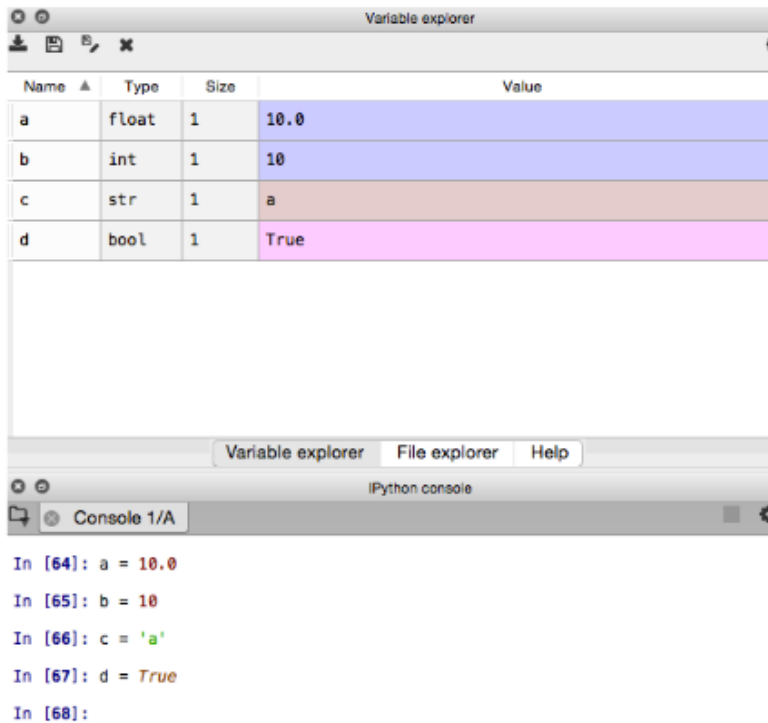 Variable explorer
Name Type Size Value
a float 1 10.0
b int 1 10
c str 1 a
d bool 1 True
Variable explorer File explorer Help
IPython console
Console 1/A
In [64]: a = 10.0
In [65]: b = 10
In [66]: c = 'a'
In [67]: d = True
In [68]: